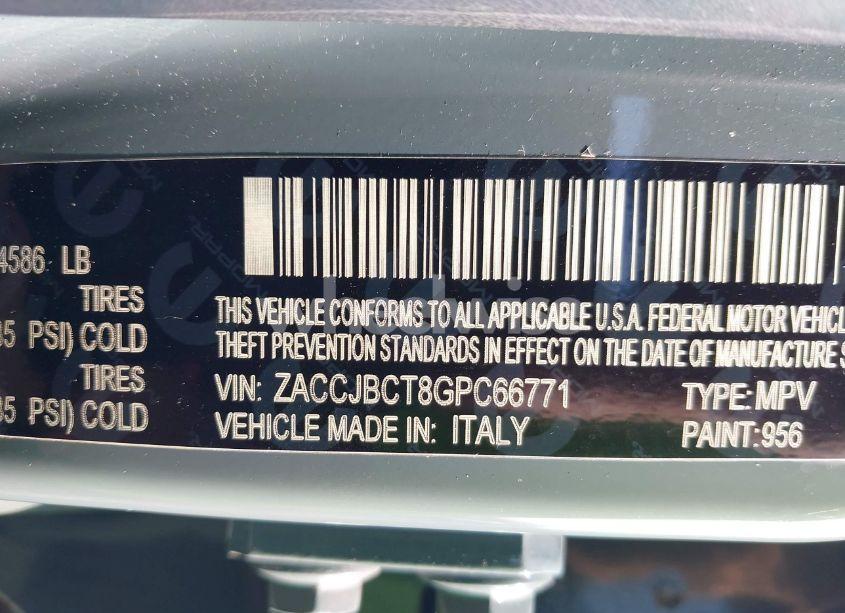 4586 LB
TIRES
35 PSI) COLD
TIRES
35 PSI) COLD
THIS VEHICLE CONFORMS TO ALL APPLICABLE U.S.A. FEDERAL MOTOR VEHICL
THEFT PREVENTION STANDARDS IN EFFECT ON THE DATE OF MANUFACTURE S
VIN: ZACCJBCT8GPC66771 TYPE: MPV
VEHICLE MADE IN: ITALY PAINT: 956
MOPAR